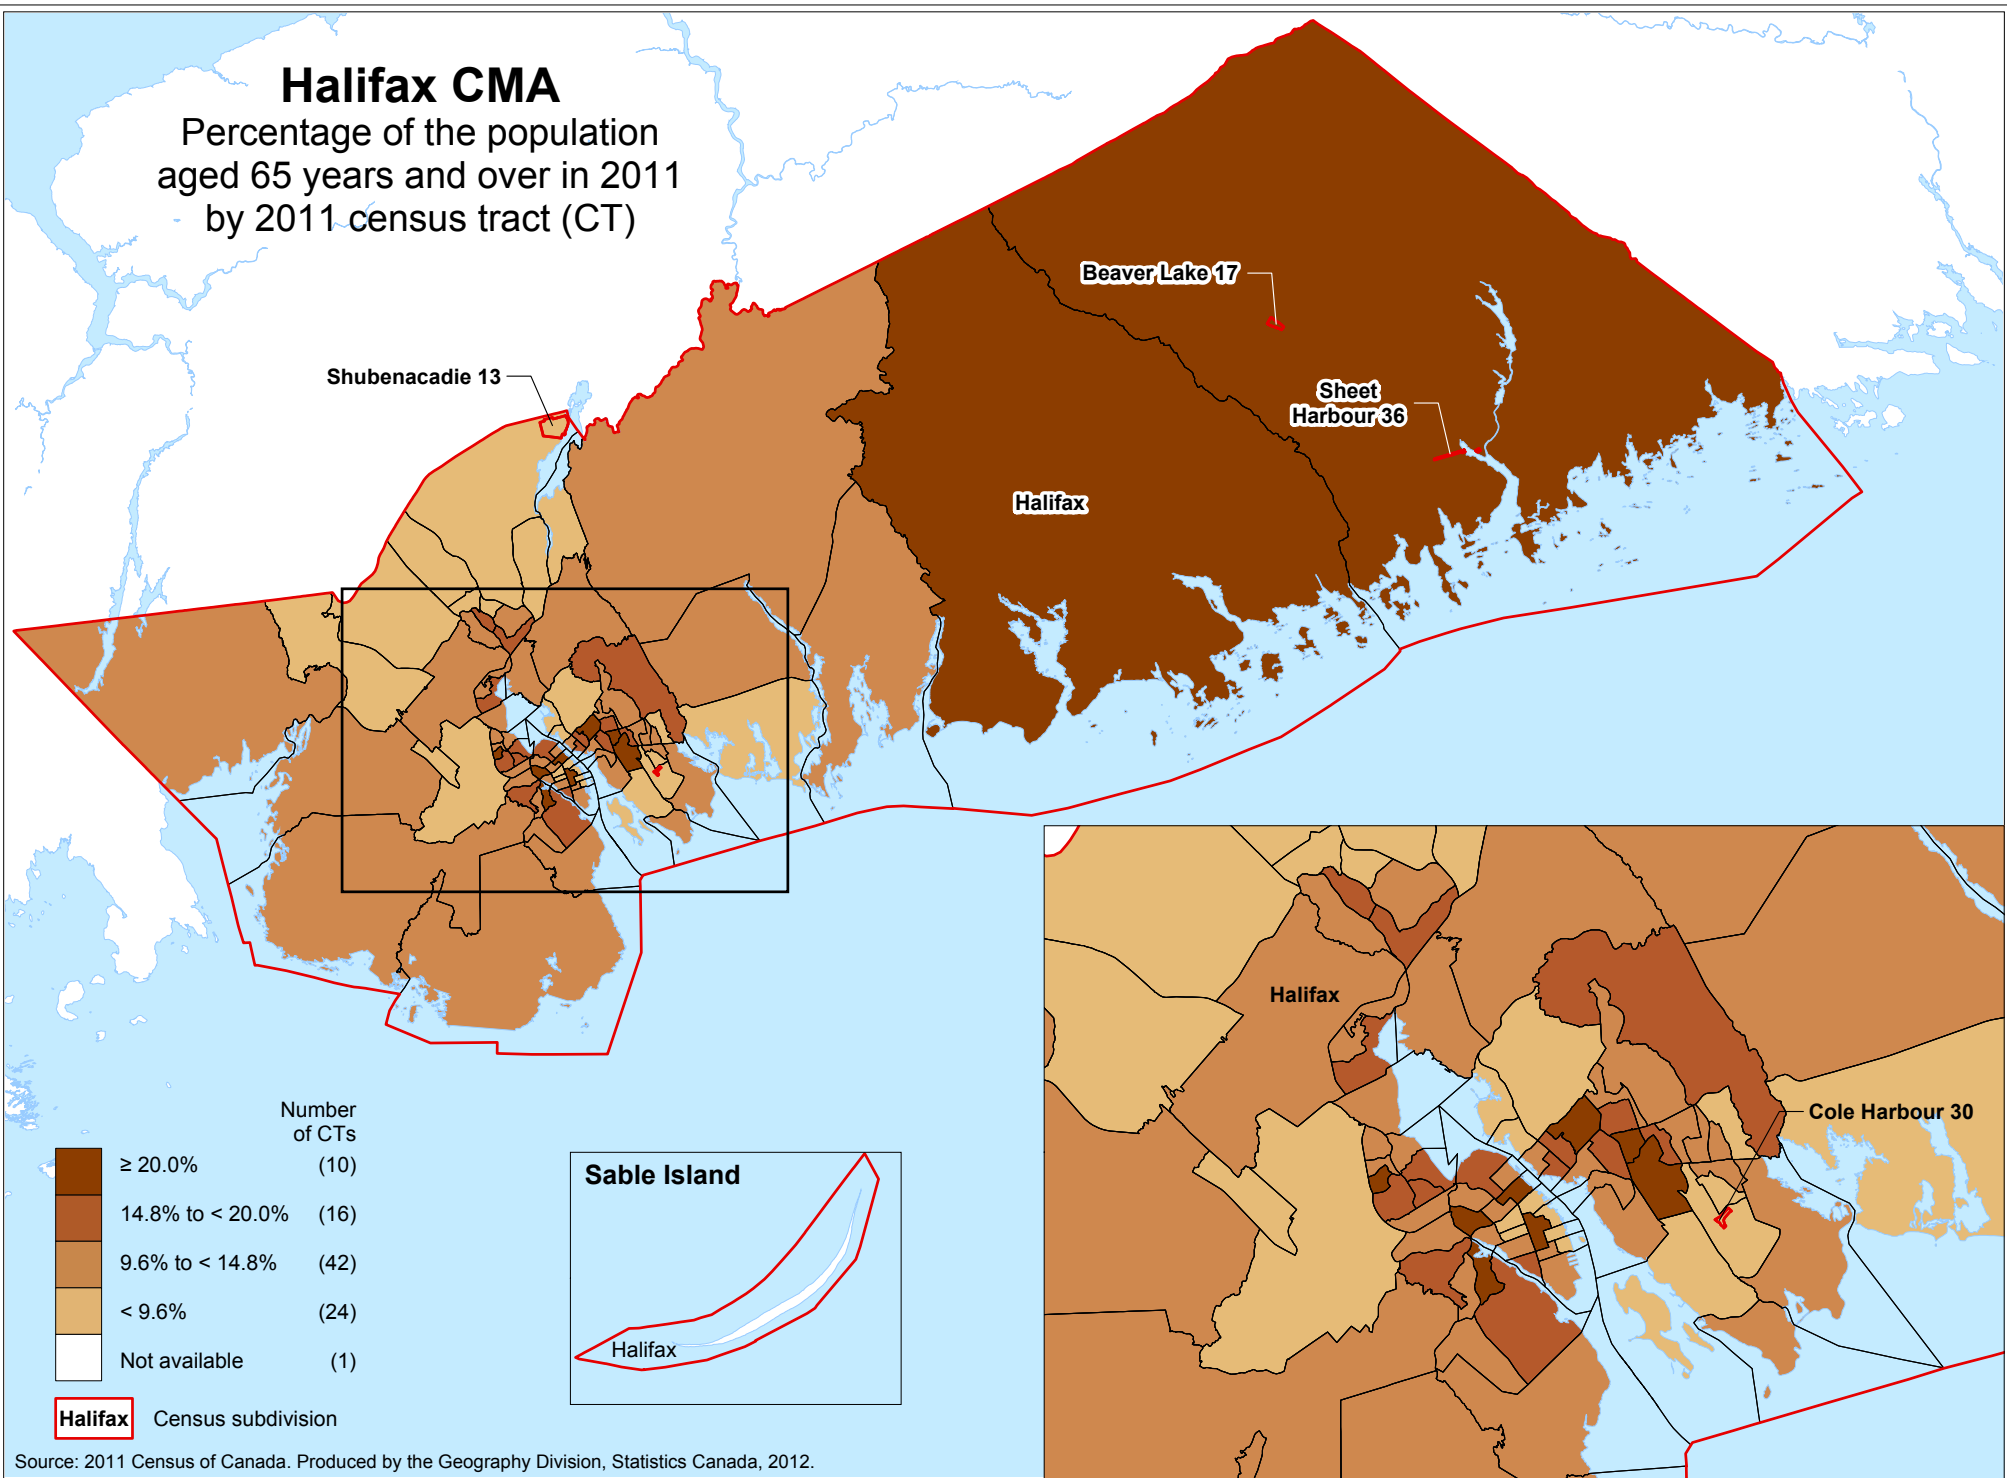 Halifax CMA
Percentage of the population
aged 65 years and over in 2011
by 2011 census tract (CT)
Beaver Lake 17
Shubenacadie 13
Sheet
Harbour 36
Halifax
Halifax
Cole Harbour 30
Number
of CTs
≥ 20.0% (10)
14.8% to < 20.0% (16)
9.6% to < 14.8% (42)
< 9.6% (24)
Not available (1)
Halifax Census subdivision
Sable Island
Halifax
Source: 2011 Census of Canada. Produced by the Geography Division, Statistics Canada, 2012.